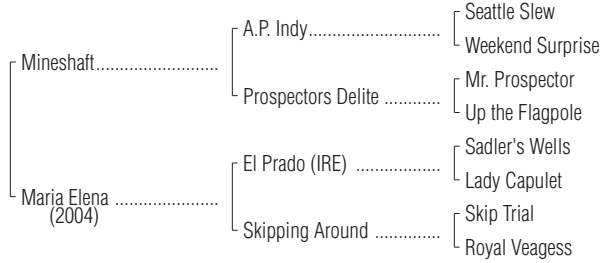 Seattle Slew
A.P. Indy..............................
Weekend Surprise
Mineshaft............................
Mr. Prospector
Prospectors Delite .............
Up the Flagpole
Sadler's Wells
El Prado (IRE) ...................
Lady Capulet
Maria Elena .......................
(2004)
Skip Trial
Skipping Around ...............
Royal Veagess